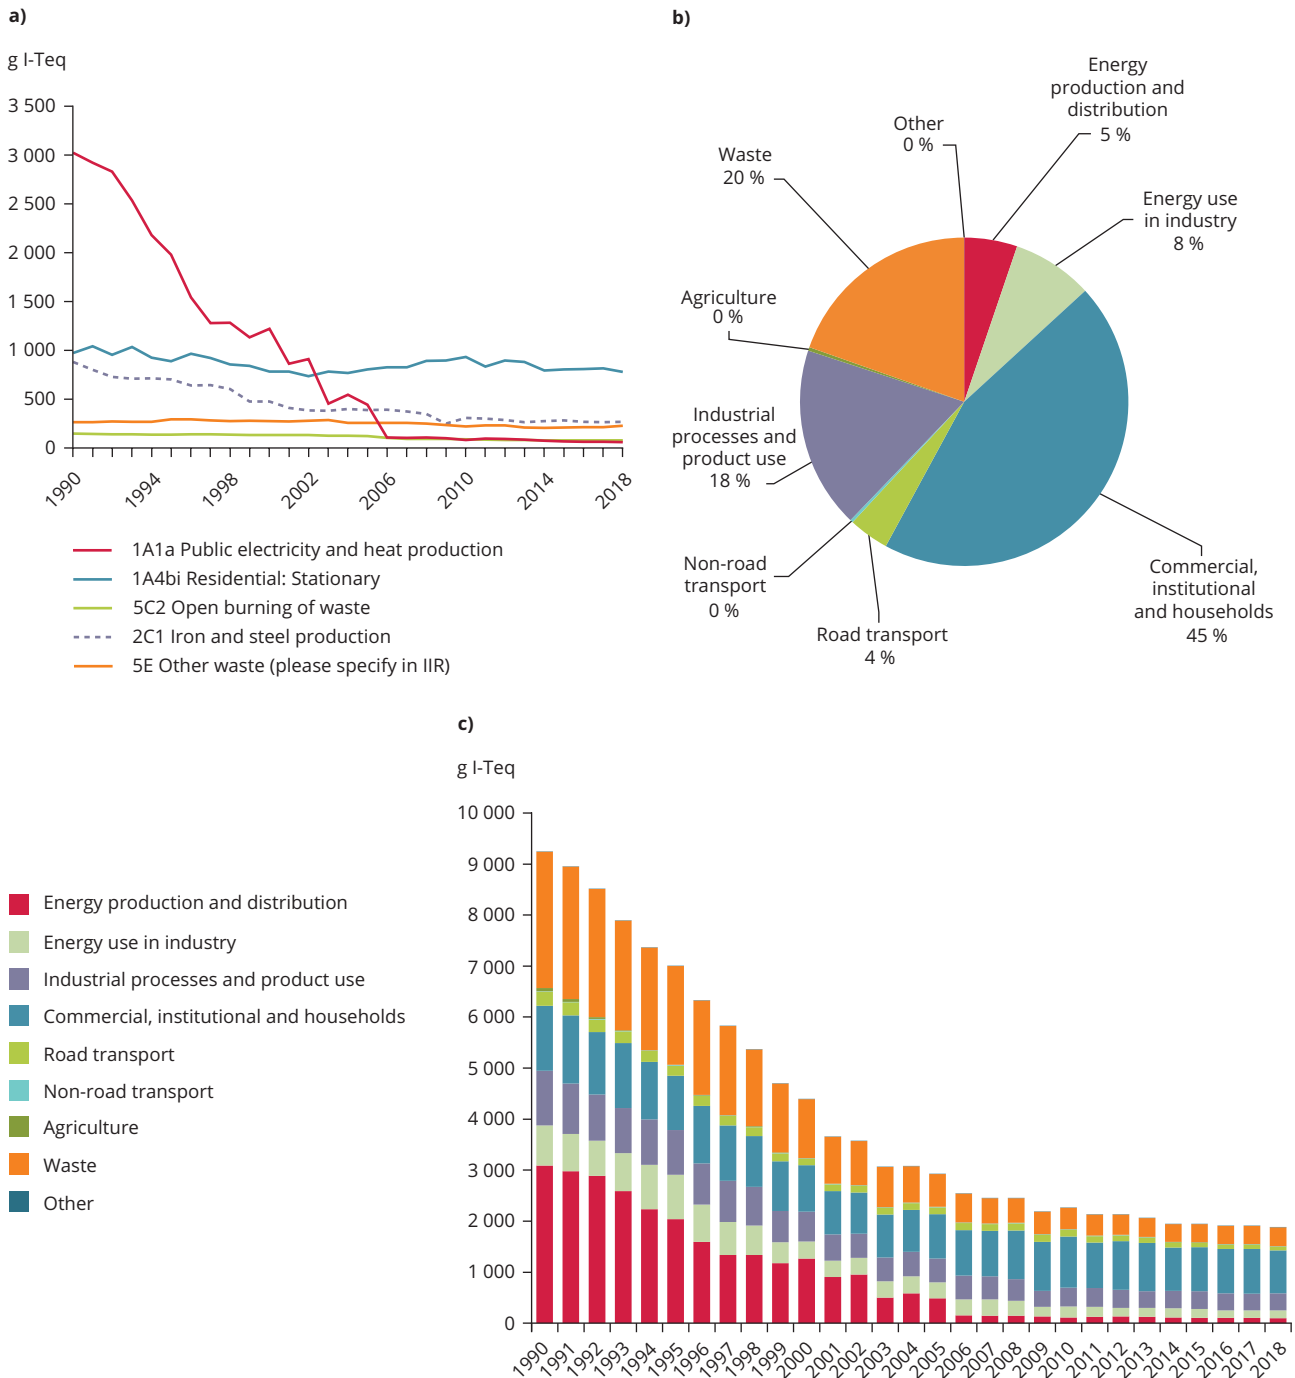 a)
g I-Teq
3 500
3 000
2 500
2 000
1 500
1 000
500
0
1990
1994
1998
2002
2006
2010
2014
2018
1A1a Public electricity and heat production
1A4bi Residential: Stationary
5C2 Open burning of waste
2C1 Iron and steel production
5E Other waste (please specify in IIR)
b)
Energy
production and
distribution
5 %
Other
0 %
Waste
20 %
Energy use
in industry
8 %
Agriculture
0 %
Industrial
processes and
product use
18 %
Non-road
transport
0 %
Road transport
4 %
Commercial,
institutional
and households
45 %
c)
g I-Teq
10 000
9 000
8 000
7 000
6 000
5 000
4 000
3 000
2 000
1 000
0
1990
1991
1992
1993
1994
1995
1996
1997
1998
1999
2000
2001
2002
2003
2004
2005
2006
2007
2008
2009
2010
2011
2012
2013
2014
2015
2016
2017
2018
Energy production and distribution
Energy use in industry
Industrial processes and product use
Commercial, institutional and households
Road transport
Non-road transport
Agriculture
Waste
Other